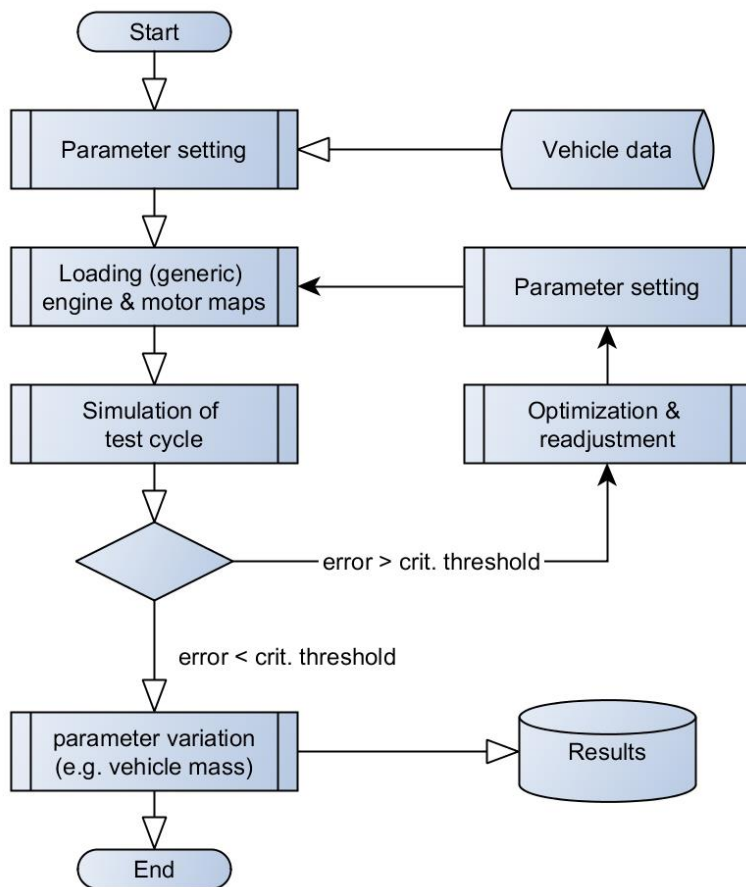 Start
Parameter setting
Vehicle data
Loading (generic)
engine & motor maps
Parameter setting
Simulation of
test cycle
Optimization &
readjustment
error > crit. threshold
error < crit. threshold
parameter variation
(e.g. vehicle mass)
Results
End